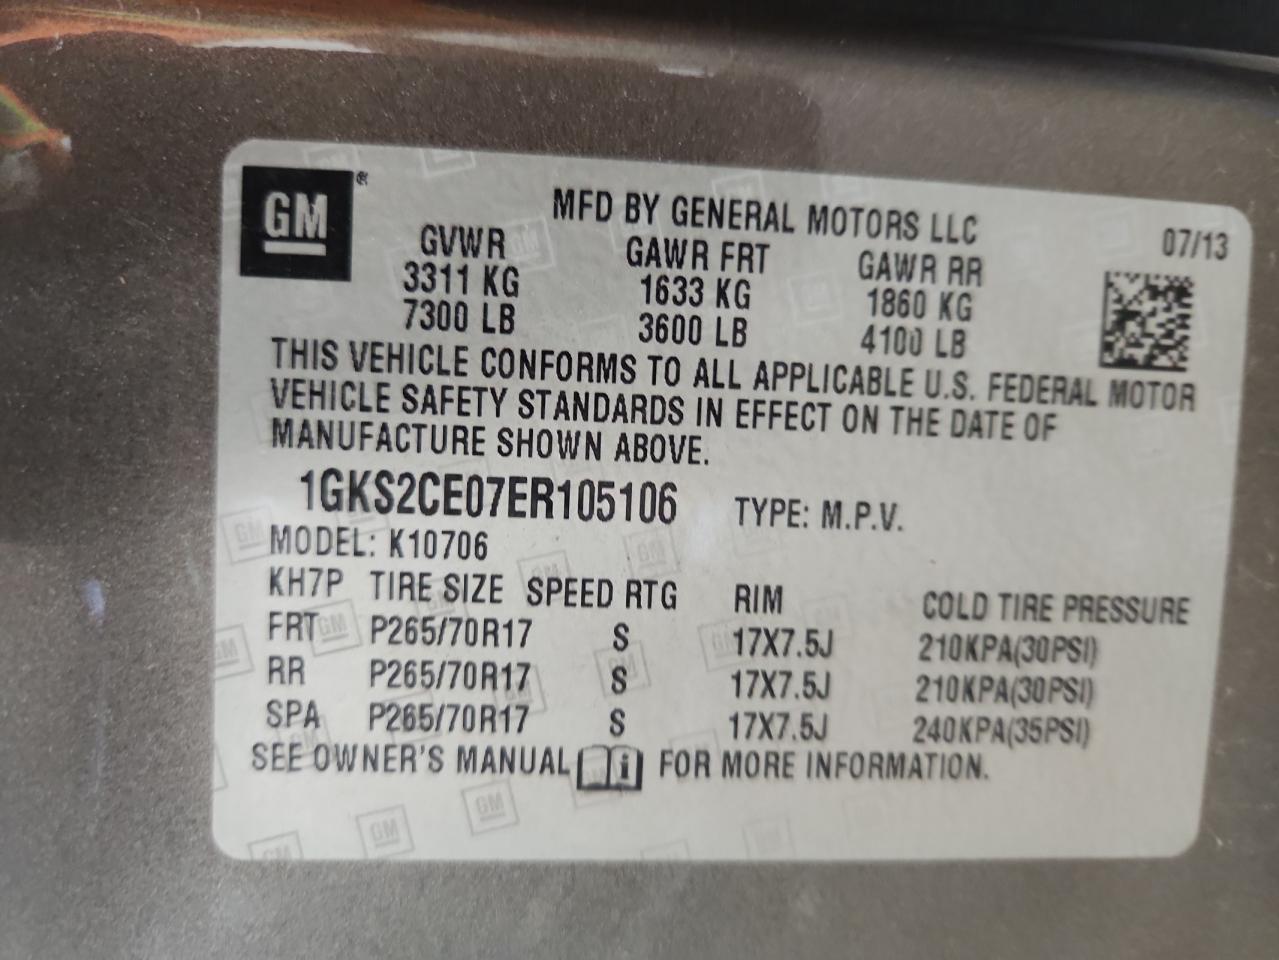 GM ®
MFD BY GENERAL MOTORS LLC 07/13
GVWR GAWR FRT GAWR RR
3311 KG 1633 KG 1860 KG
7300 LB 3600 LB 4100 LB
THIS VEHICLE CONFORMS TO ALL APPLICABLE U.S. FEDERAL MOTOR
VEHICLE SAFETY STANDARDS IN EFFECT ON THE DATE OF
MANUFACTURE SHOWN ABOVE.
1GKS2CE07ER105106 TYPE: M.P.V.
MODEL: K10706
KH7P TIRE SIZE SPEED RTG RIM COLD TIRE PRESSURE
FRT P265/70R17 S 17X7.5J 210KPA(30PSI)
RR P265/70R17 S 17X7.5J 210KPA(30PSI)
SPA P265/70R17 S 17X7.5J 240KPA(35PSI)
SEE OWNER'S MANUAL i FOR MORE INFORMATION.